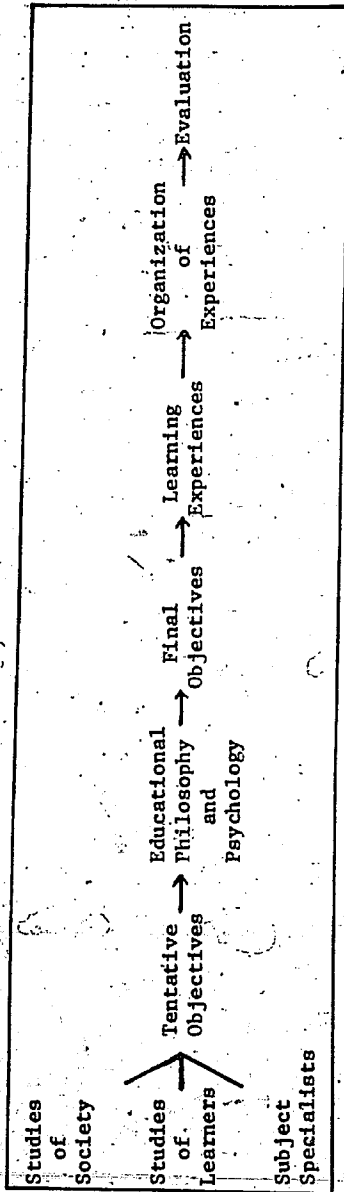 Studies
of
Society
Studies
of
Learners
Subject
Specialists
Tentative
Objectives
Educational
Philosophy
and
Psychology
Final
Objectives
Learning
Experiences
Organization
of
Experiences
Evaluation